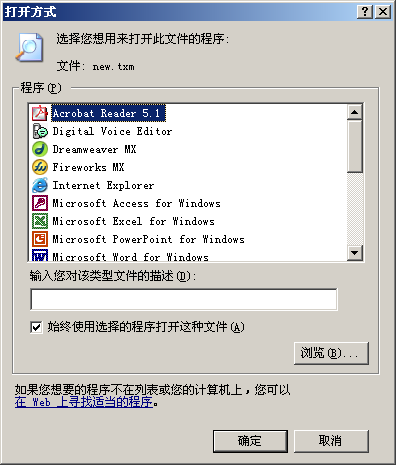 打开方式
选择您想用来打开此文件的程序:
文件: new.txm
程序(P)
Acrobat Reader 5.1
Digital Voice Editor
Dreamweaver MX
Fireworks MX
Internet Explorer
Microsoft Access for Windows
Microsoft Excel for Windows
Microsoft PowerPoint for Windows
Microsoft Word for Windows
输入您对该类型文件的描述(D):
始终使用选择的程序打开这种文件(A)
浏览(B)...
如果您想要的程序不在列表或您的计算机上，您可以
在 Web 上寻找适当的程序。
确定
取消